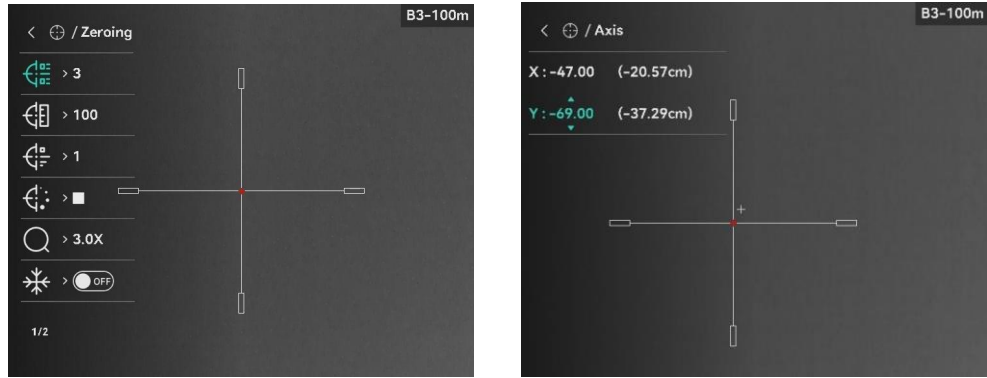 B3-100m
/ Zeroing
> 3
> 100
> 1
>
> 3.0X
> OFF
1/2
B3-100m
/ Axis
X : -47.00 (-20.57cm)
Y : -69.00 (-37.29cm)